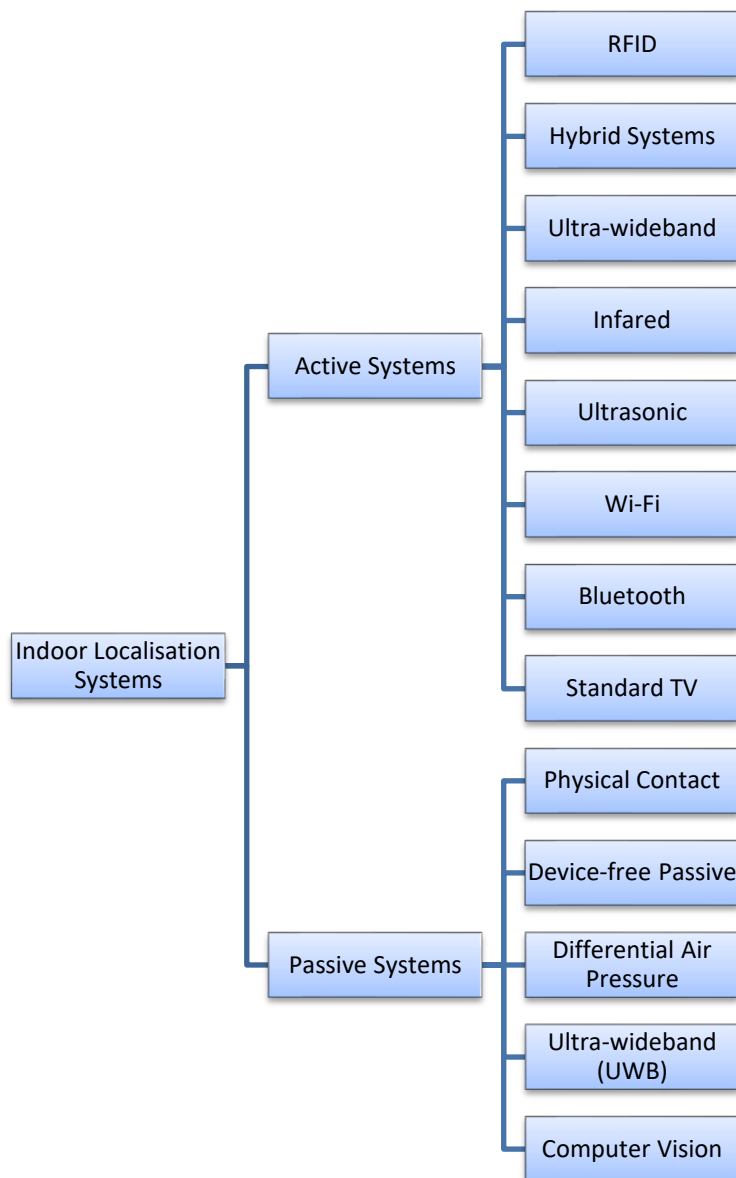 RFID
Hybrid Systems
Ultra-wideband
Infared
Active Systems
Ultrasonic
Wi-Fi
Bluetooth
Indoor Localisation
Systems
Standard TV
Physical Contact
Device-free Passive
Passive Systems
Differential Air
Pressure
Ultra-wideband
(UWB)
Computer Vision